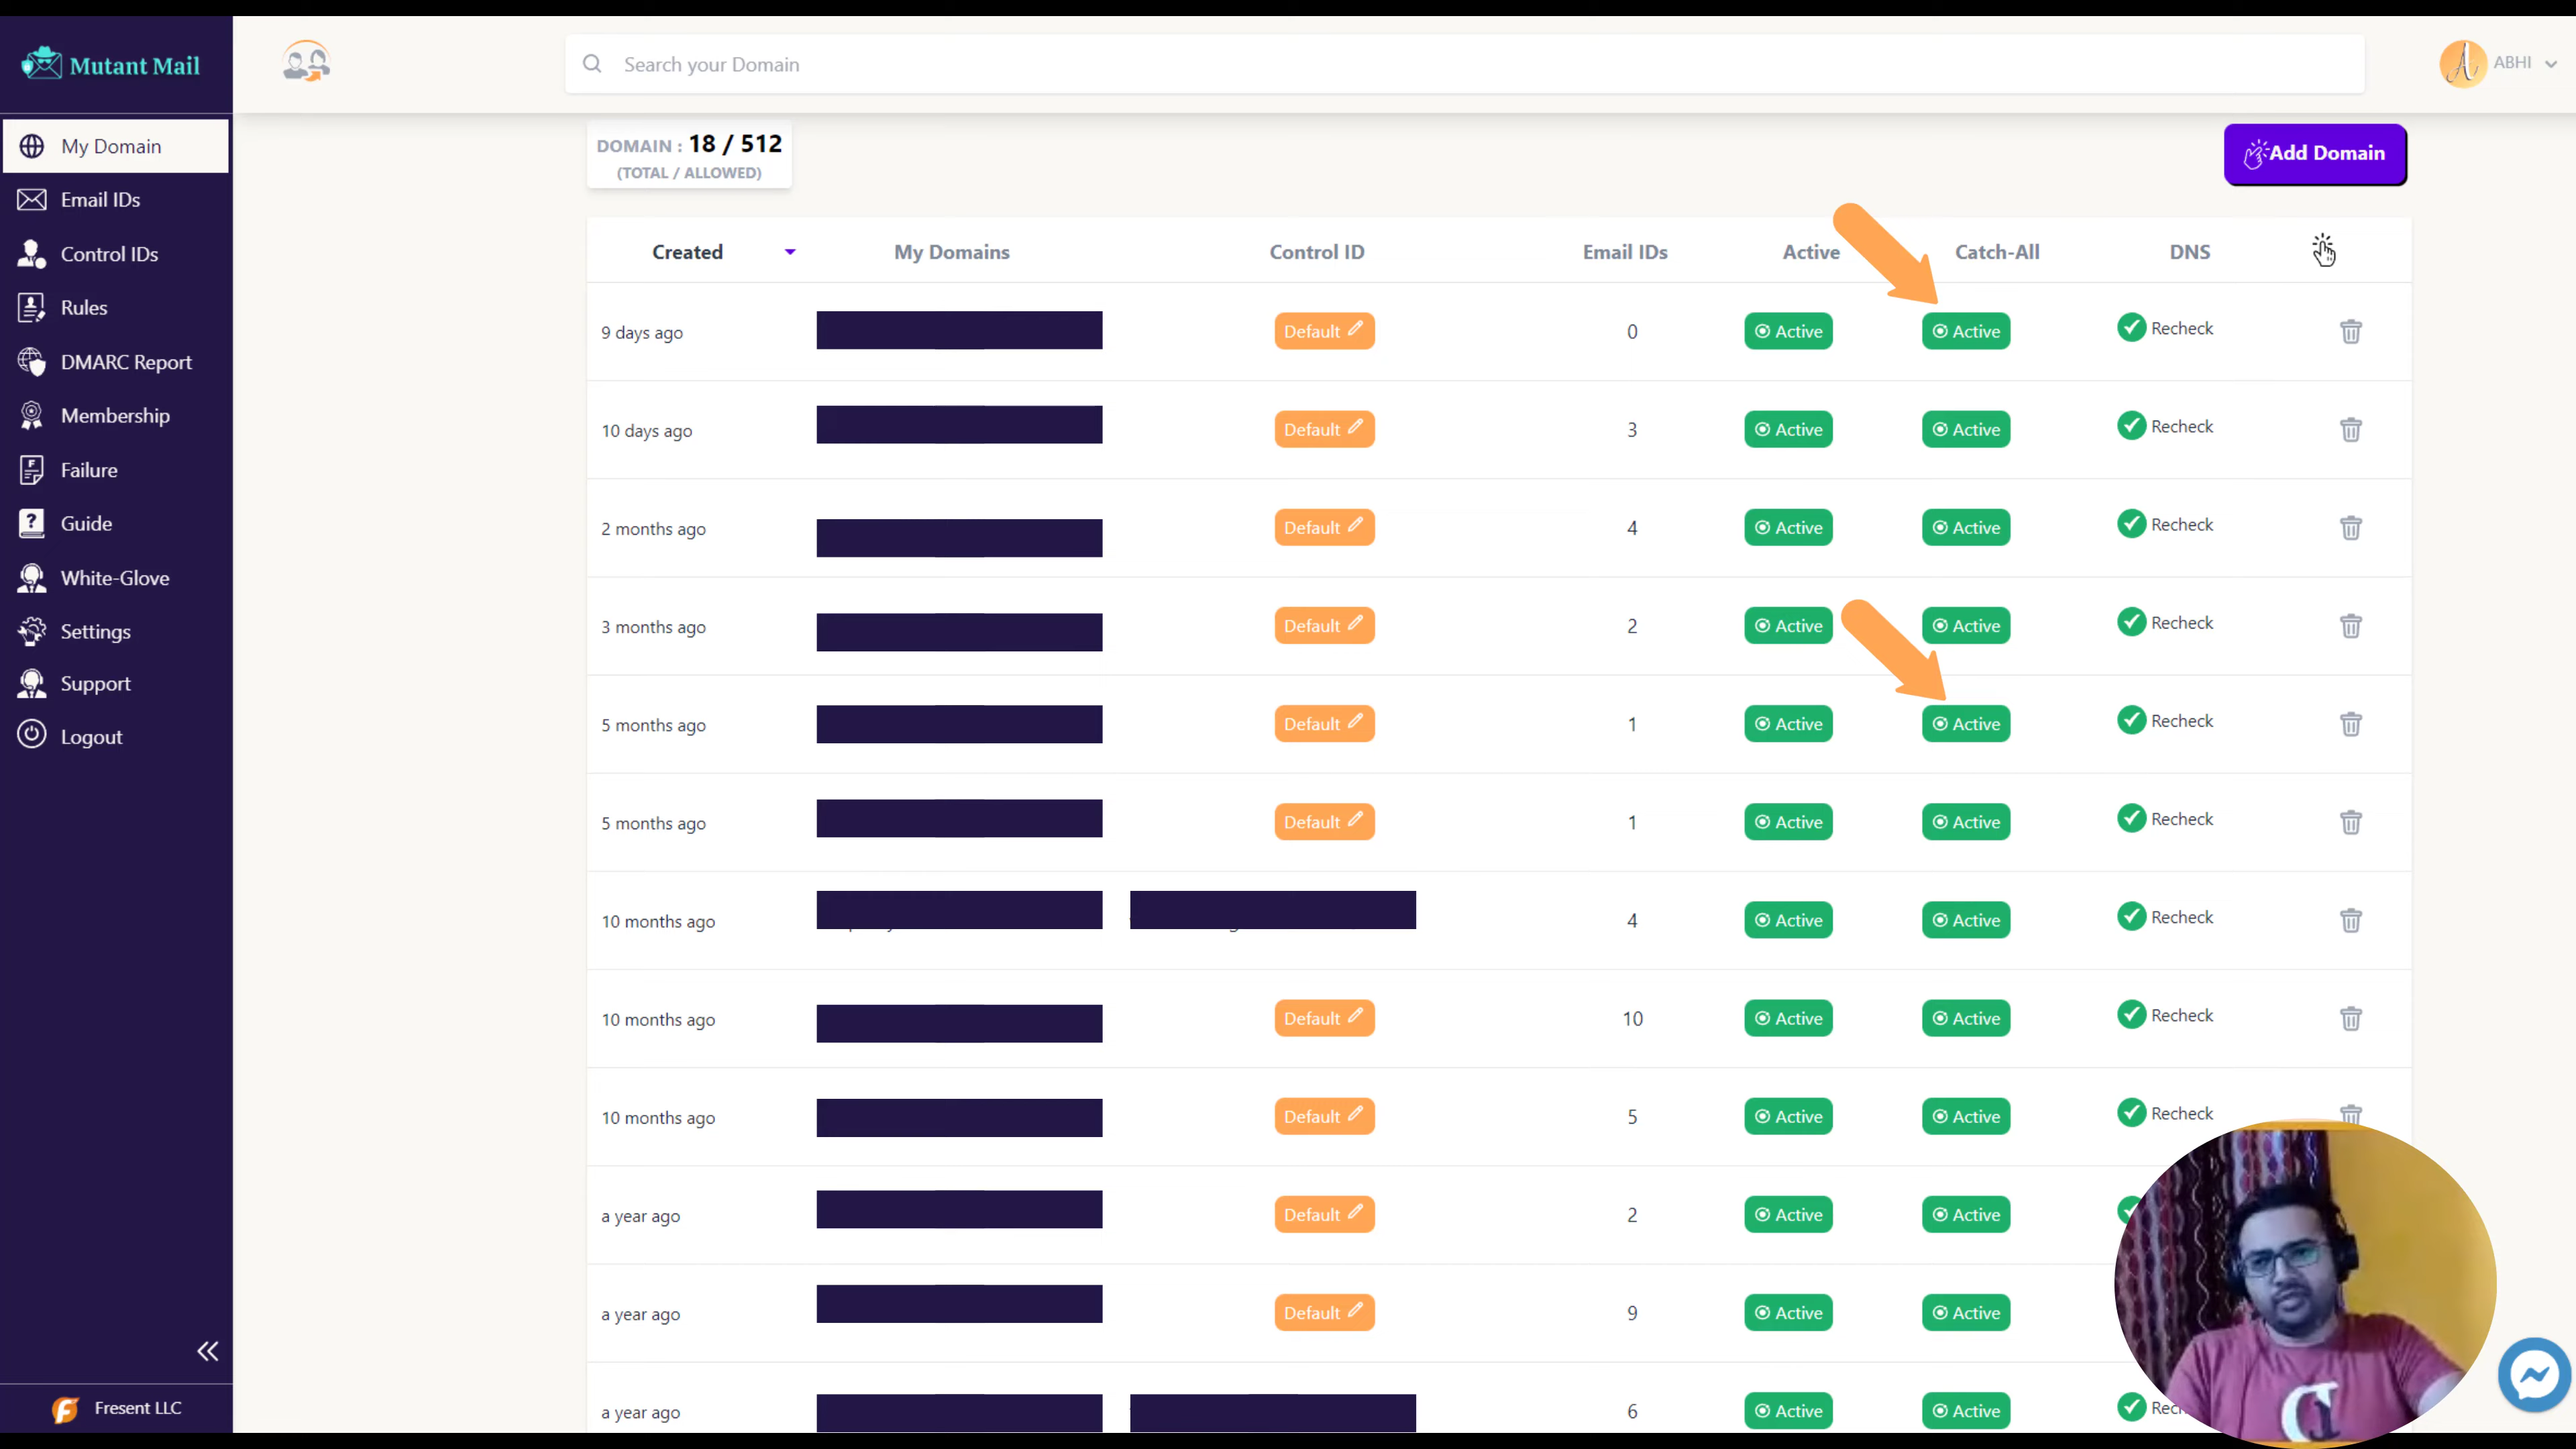 Mutant Mail
Search your Domain
ABHI
My Domain
Email IDs
Control IDs
Rules
DMARC Report
Membership
Failure
Guide
White-Glove
Settings
Support
Logout
Fresent LLC
DOMAIN : 18 / 512
(TOTAL / ALLOWED)
Add Domain
Created My Domains Control ID Email IDs Active Catch-All DNS
9 days ago Default 0 Active Active Recheck
10 days ago Default 3 Active Active Recheck
2 months ago Default 4 Active Active Recheck
3 months ago Default 2 Active Active Recheck
5 months ago Default 1 Active Active Recheck
5 months ago Default 1 Active Active Recheck
10 months ago 4 Active Active Recheck
10 months ago Default 10 Active Active Recheck
10 months ago Default 5 Active Active Recheck
a year ago Default 2 Active Active
a year ago Default 9 Active Active
a year ago 6 Active Active